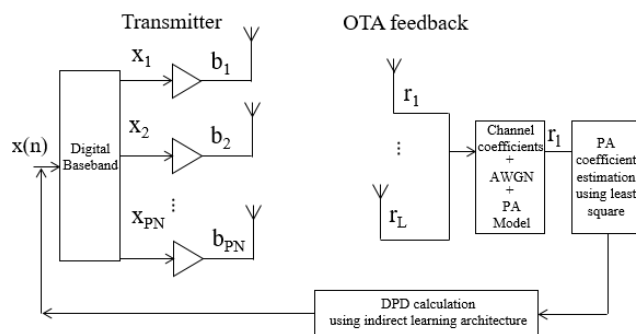 Transmitter
OTA feedback
x1
b1
x2
b2
x(n)
Digital
Baseband
⋮
xPN
bPN
r1
⋮
rL
Channel
coefficients
+
AWGN
+
PA
Model
r1
PA
coefficient
estimation
using least
square
DPD calculation
using indirect learning architecture